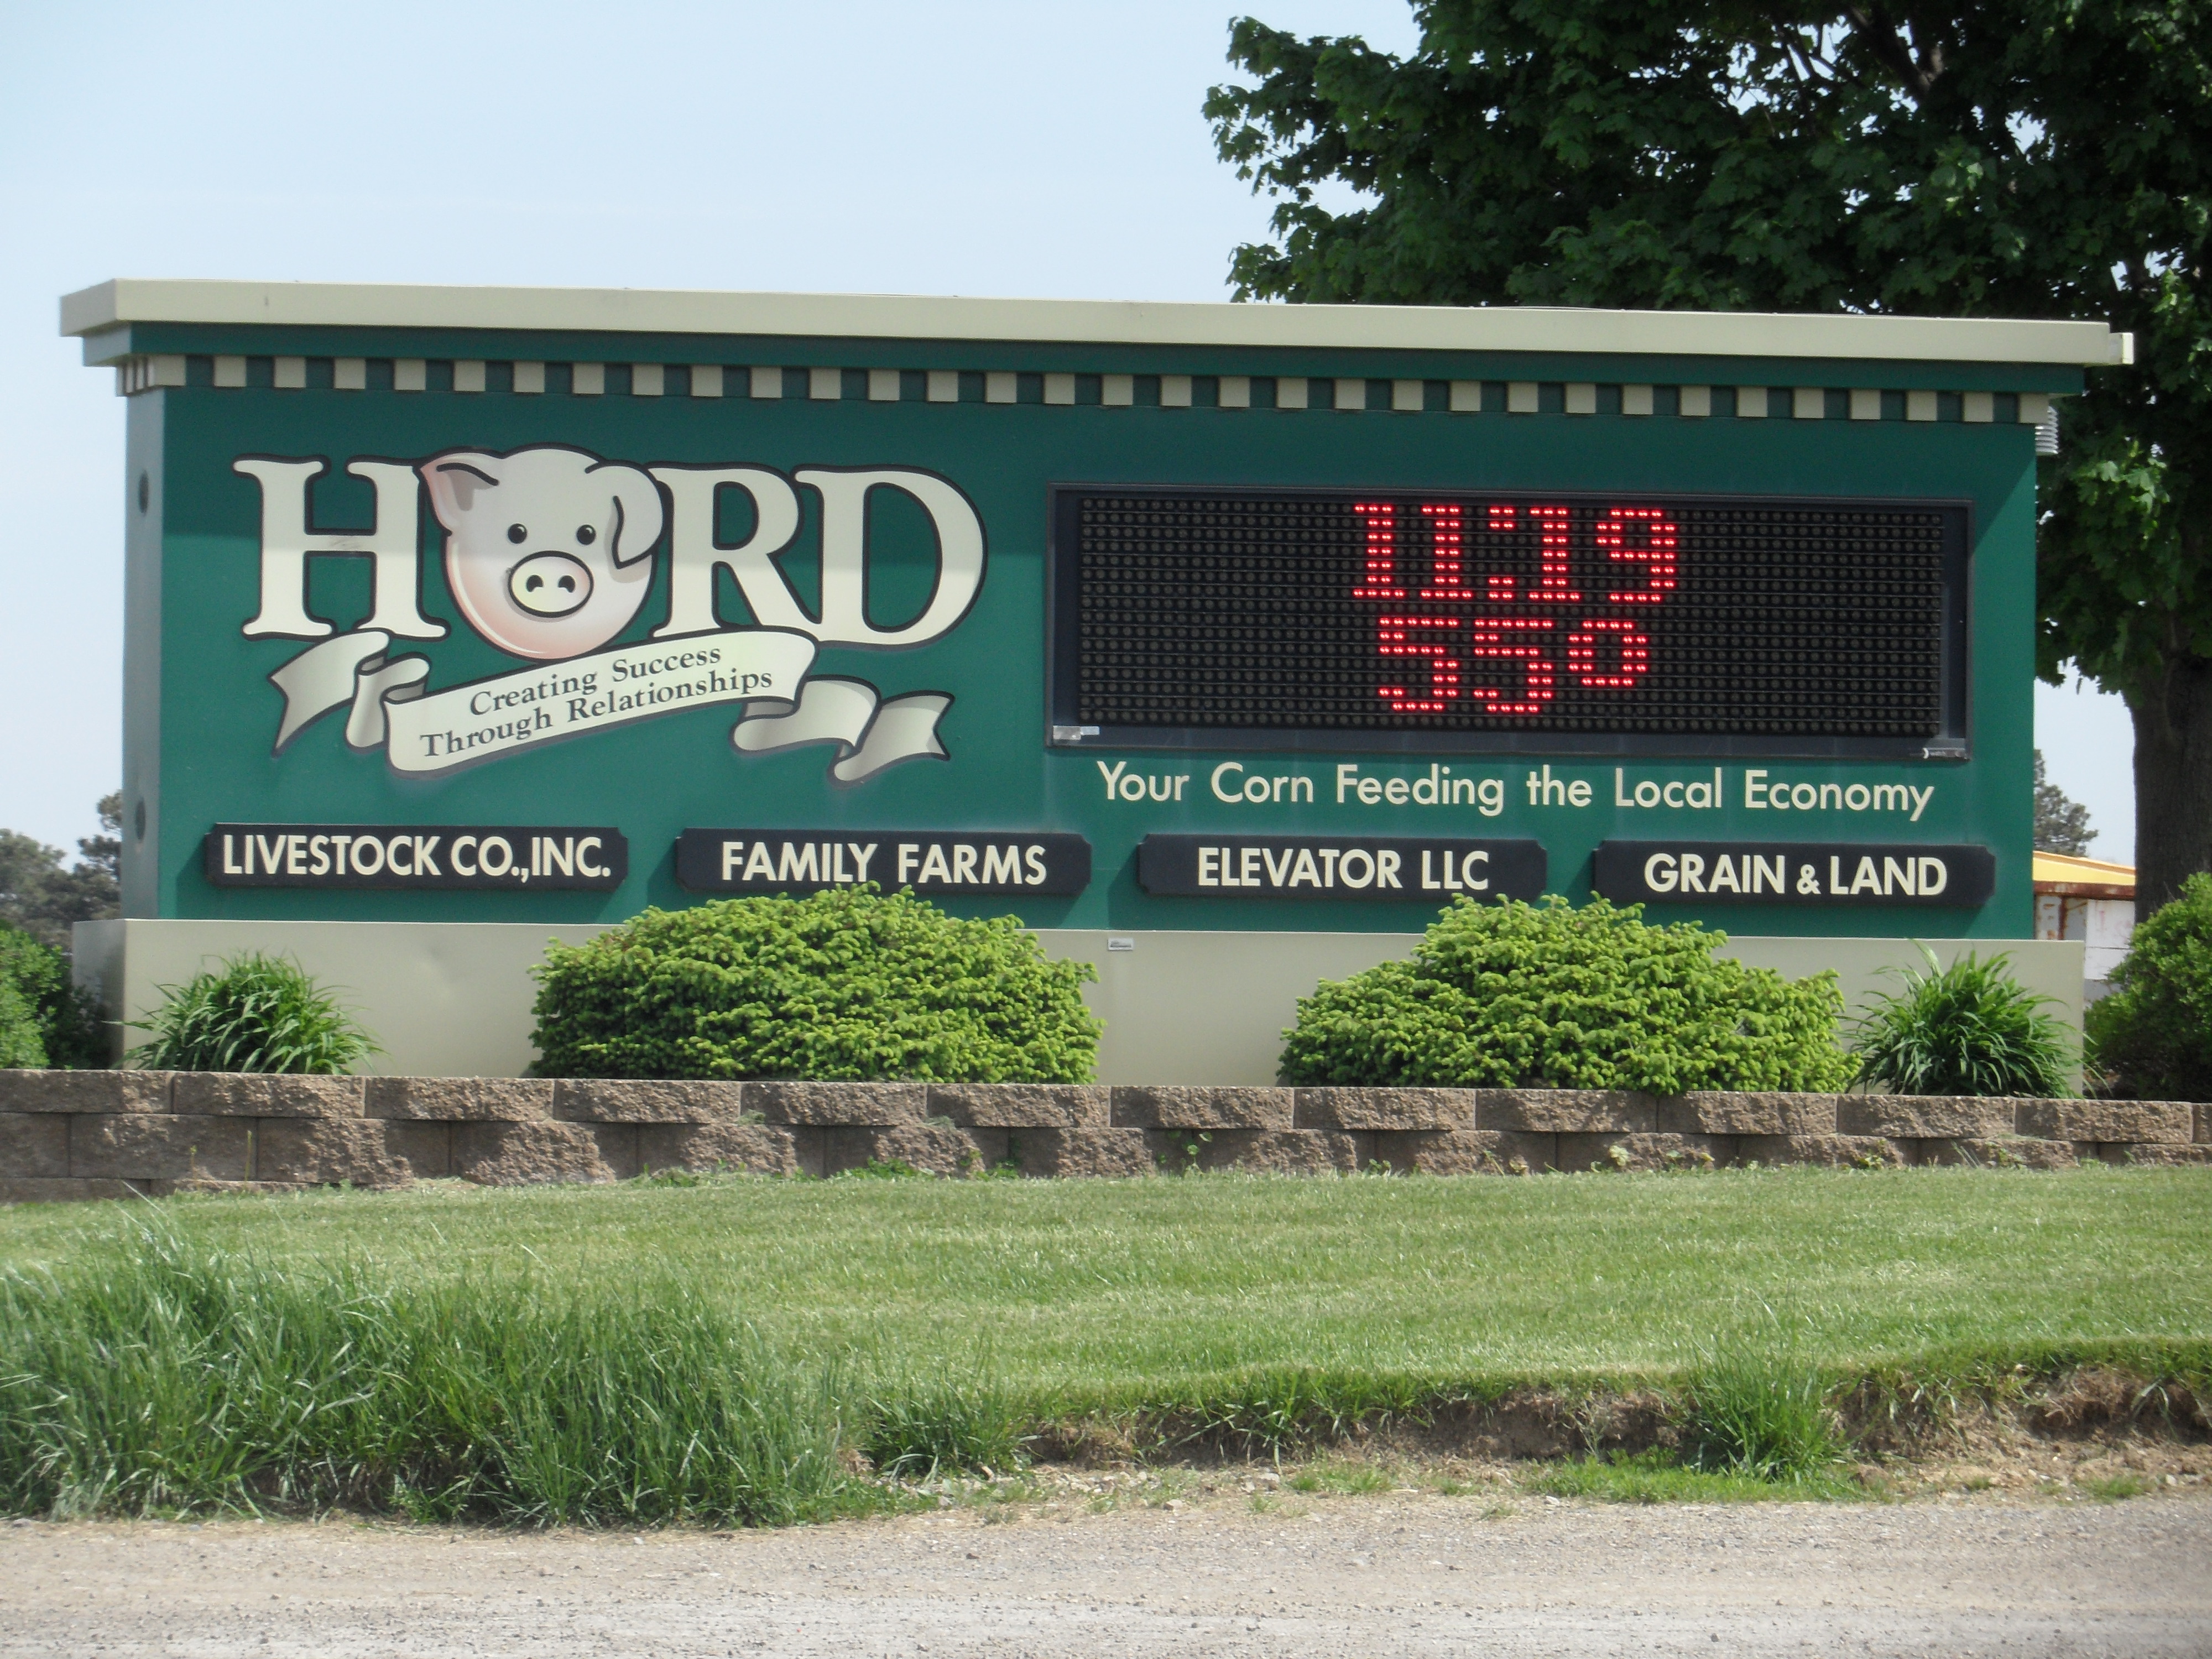 HORD
Creating Success
Through Relationships
11:19
55°
Your Corn Feeding the Local Economy
LIVESTOCK CO.,INC.
FAMILY FARMS
ELEVATOR LLC
GRAIN & LAND